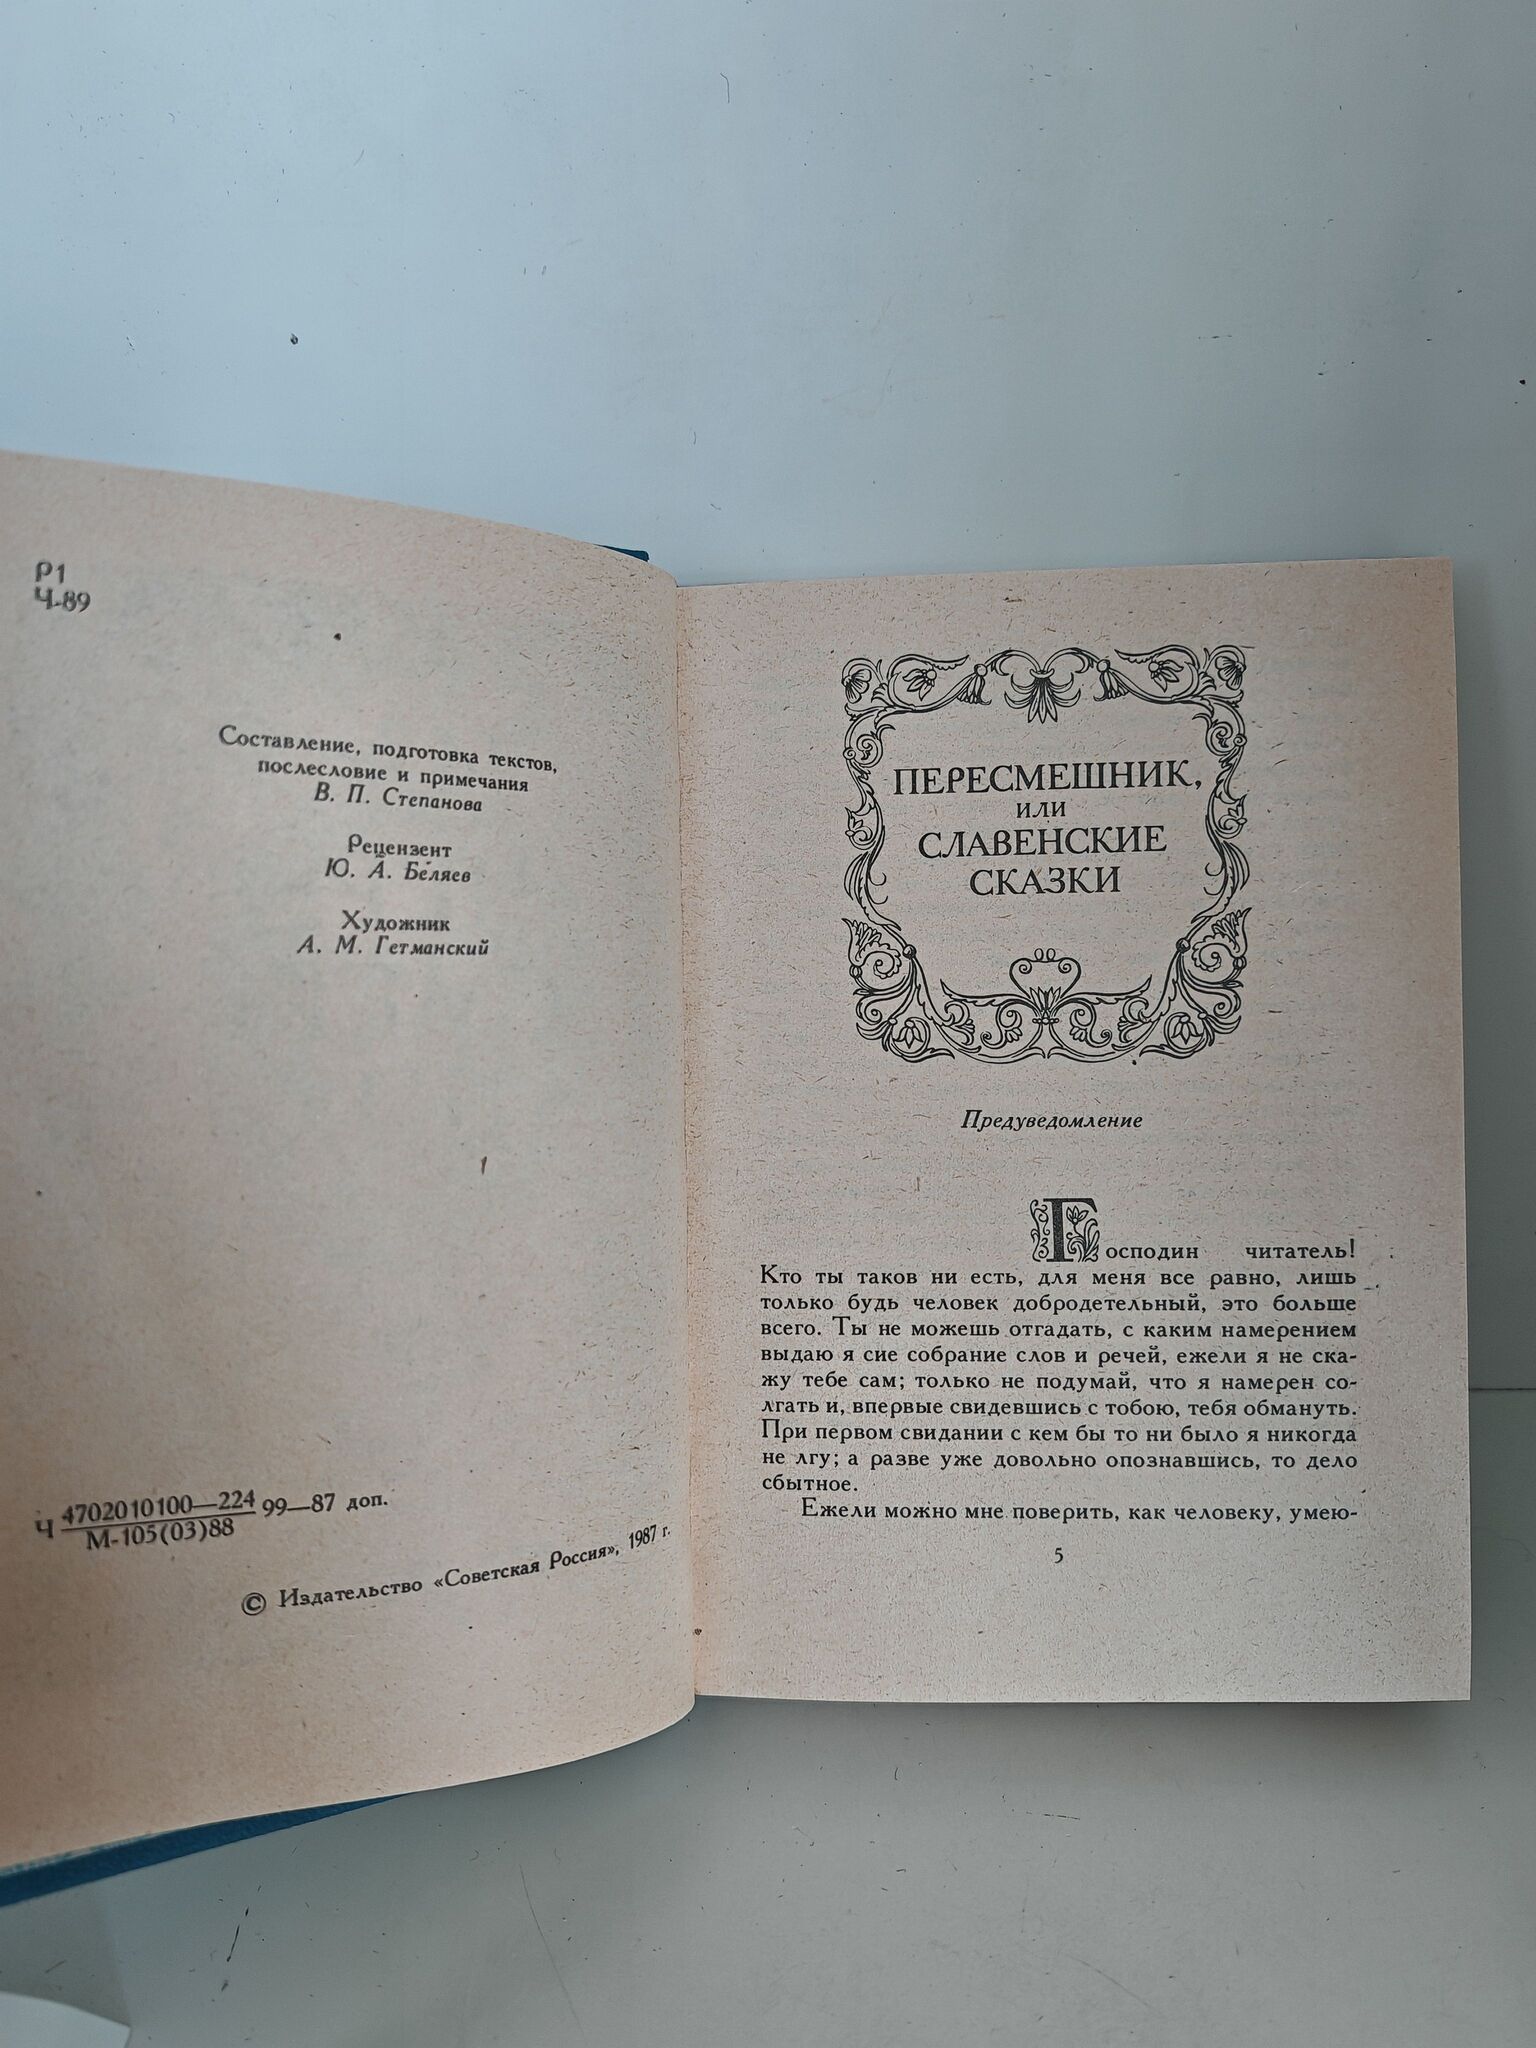 Р1
Ч-89
Составление, подготовка текстов,
послесловие и примечания
В. П. Степанова
Рецензент
Ю. А. Беляев
Художник
А. М. Гетманский
Ч 4702010100—224 99—87 доп.
М-105(03)88
© Издательство «Советская Россия», 1987 г.
ПЕРЕСМЕШНИК,
ИЛИ
СЛАВЕНСКИЕ
СКАЗКИ
Предуведомление
Господин читатель!
Кто ты таков ни есть, для меня все равно, лишь
только будь человек добродетельный, это больше
всего. Ты не можешь отгадать, с каким намерением
выдаю я сие собрание слов и речей, ежели я не ска-
жу тебе сам; только не подумай, что я намерен со-
лгать и, впервые свидевшись с тобою, тебя обмануть.
При первом свидании с кем бы то ни было я никогда
не лгу; а разве уже довольно опознавшись, то дело
сбытное.
Ежели можно мне поверить, как человеку, умею-
5